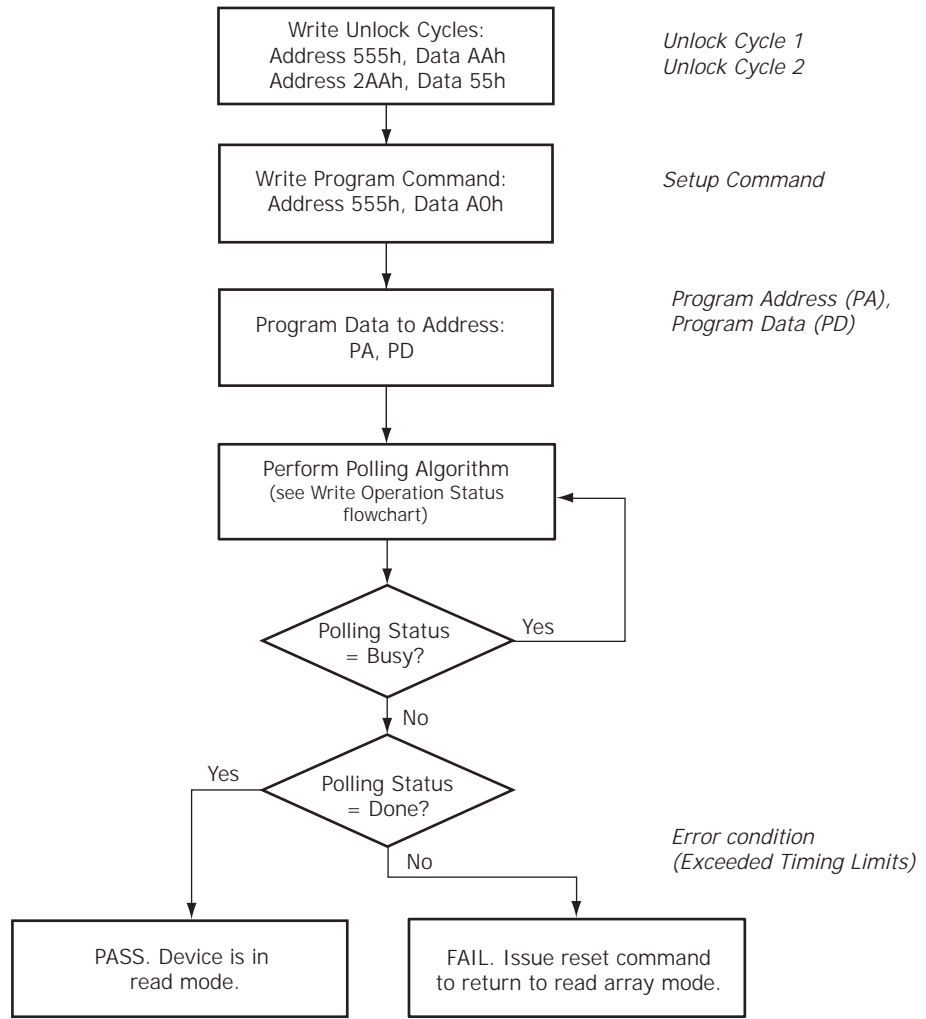 Write Unlock Cycles:
Address 555h, Data AAh
Address 2AAh, Data 55h
Unlock Cycle 1
Unlock Cycle 2
Write Program Command:
Address 555h, Data A0h
Setup Command
Program Data to Address:
PA, PD
Program Address (PA),
Program Data (PD)
Perform Polling Algorithm
(see Write Operation Status
flowchart)
Polling Status
= Busy?
Yes
No
Polling Status
= Done?
Yes
No
Error condition
(Exceeded Timing Limits)
PASS. Device is in
read mode.
FAIL. Issue reset command
to return to read array mode.